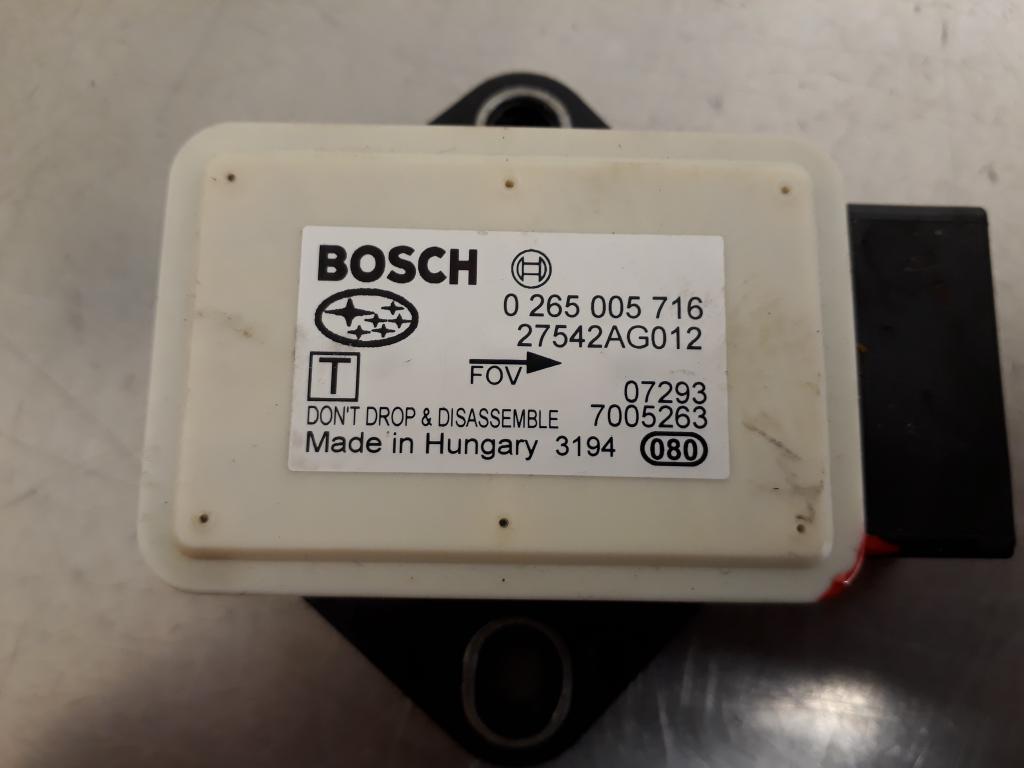 BOSCH
0 265 005 716
27542AG012
T
FOV
07293
DON'T DROP & DISASSEMBLE 7005263
Made in Hungary 3194 080